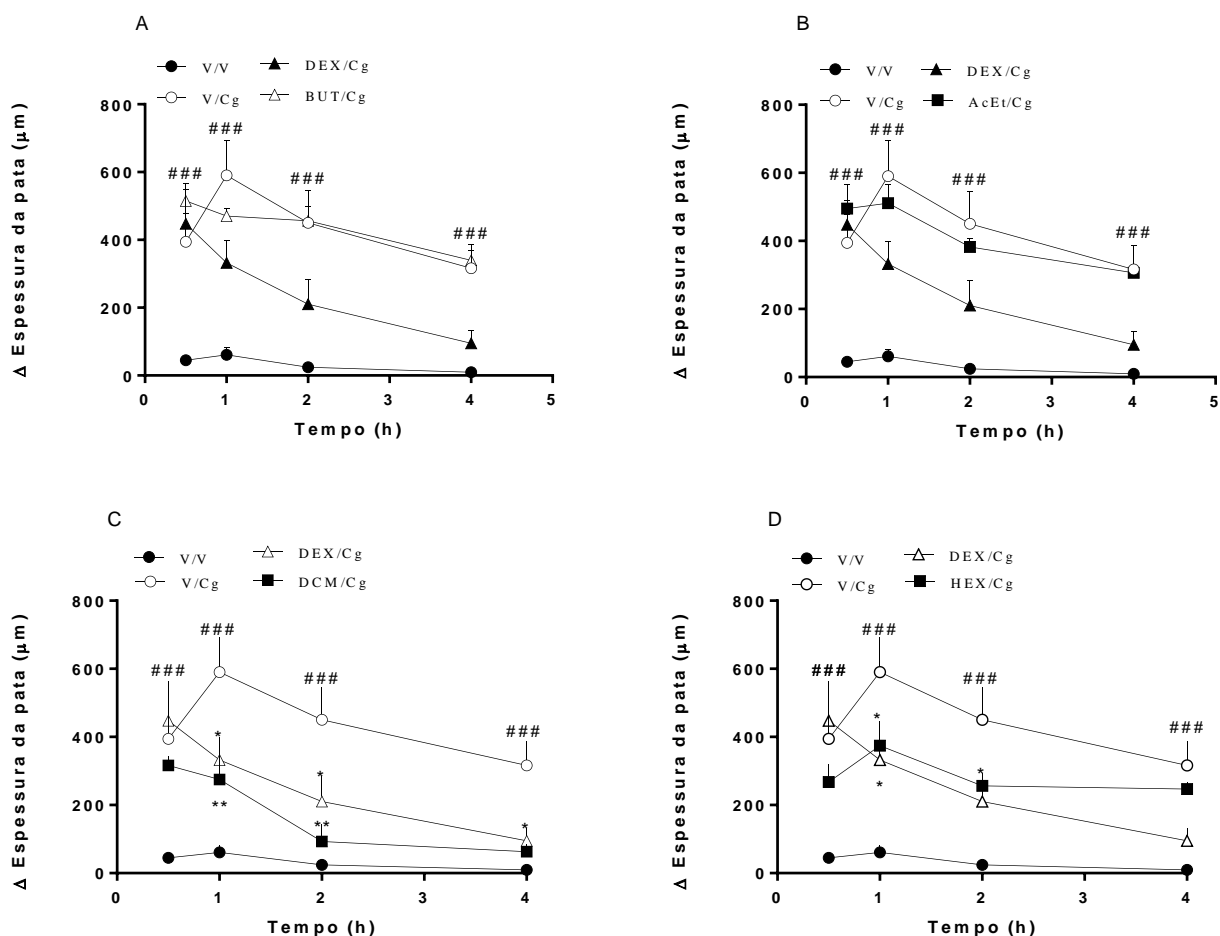 A
V/V
DEX/Cg
V/Cg
BUT/Cg
Δ Espessura da pata (μm)
800
600
400
200
0
###
###
###
###
0 1 2 3 4 5
Tempo (h)
B
V/V
DEX/Cg
V/Cg
AcEt/Cg
Δ Espessura da pata (μm)
800
600
400
200
0
###
###
###
###
0 1 2 3 4 5
Tempo (h)
C
V/V
DEX/Cg
V/Cg
DCM/Cg
Δ Espessura da pata (μm)
800
600
400
200
0
###
###
###
###
*
*
*
**
**
0 1 2 3 4
Tempo (h)
D
V/V
DEX/Cg
V/Cg
HEX/Cg
Δ Espessura da pata (μm)
800
600
400
200
0
###
###
###
###
*
*
*
0 1 2 3 4
Tempo (h)